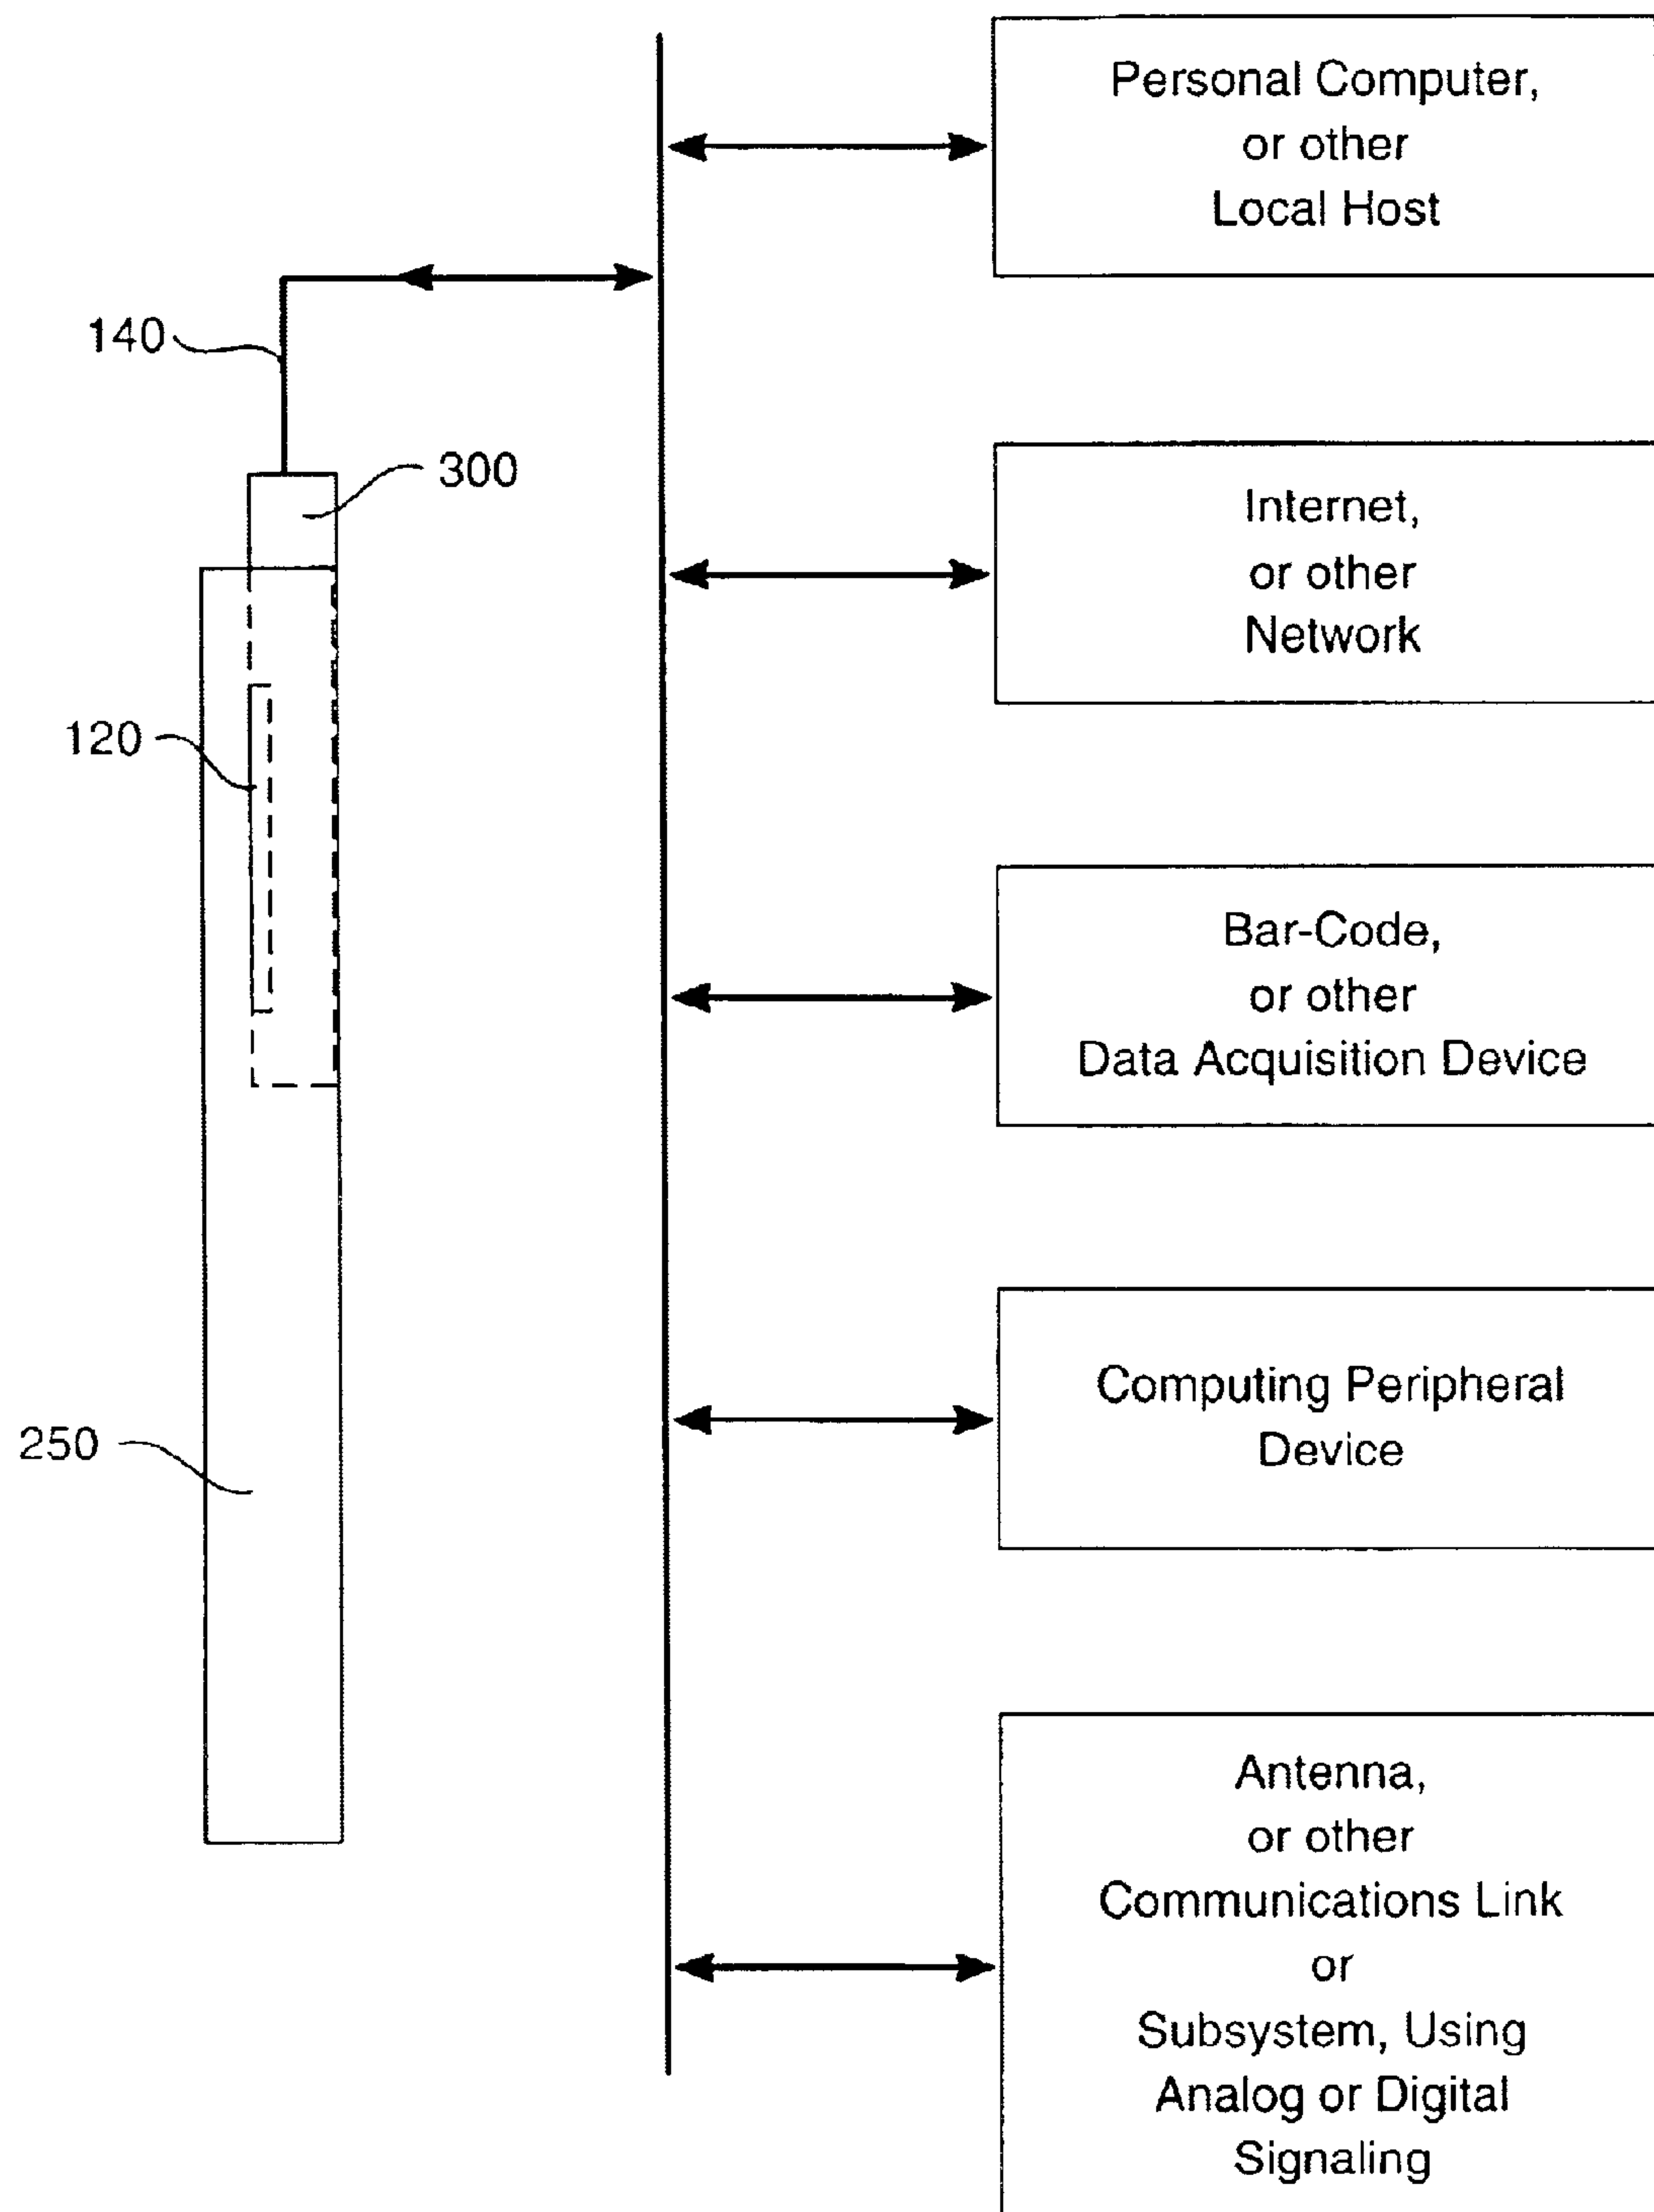 Personal Computer,
or other
Local Host
140
300
Internet,
or other
Network
120
Bar-Code,
or other
Data Acquisition Device
Computing Peripheral
Device
250
Antenna,
or other
Communications Link
or
Subsystem, Using
Analog or Digital
Signaling